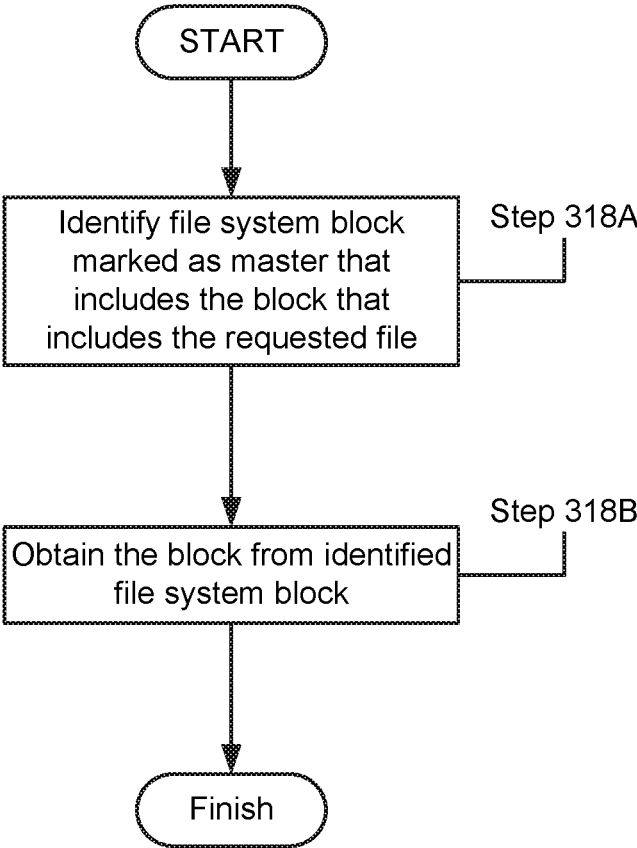 START
Identify file system block
marked as master that
includes the block that
includes the requested file
Step 318A
Obtain the block from identified
file system block
Step 318B
Finish